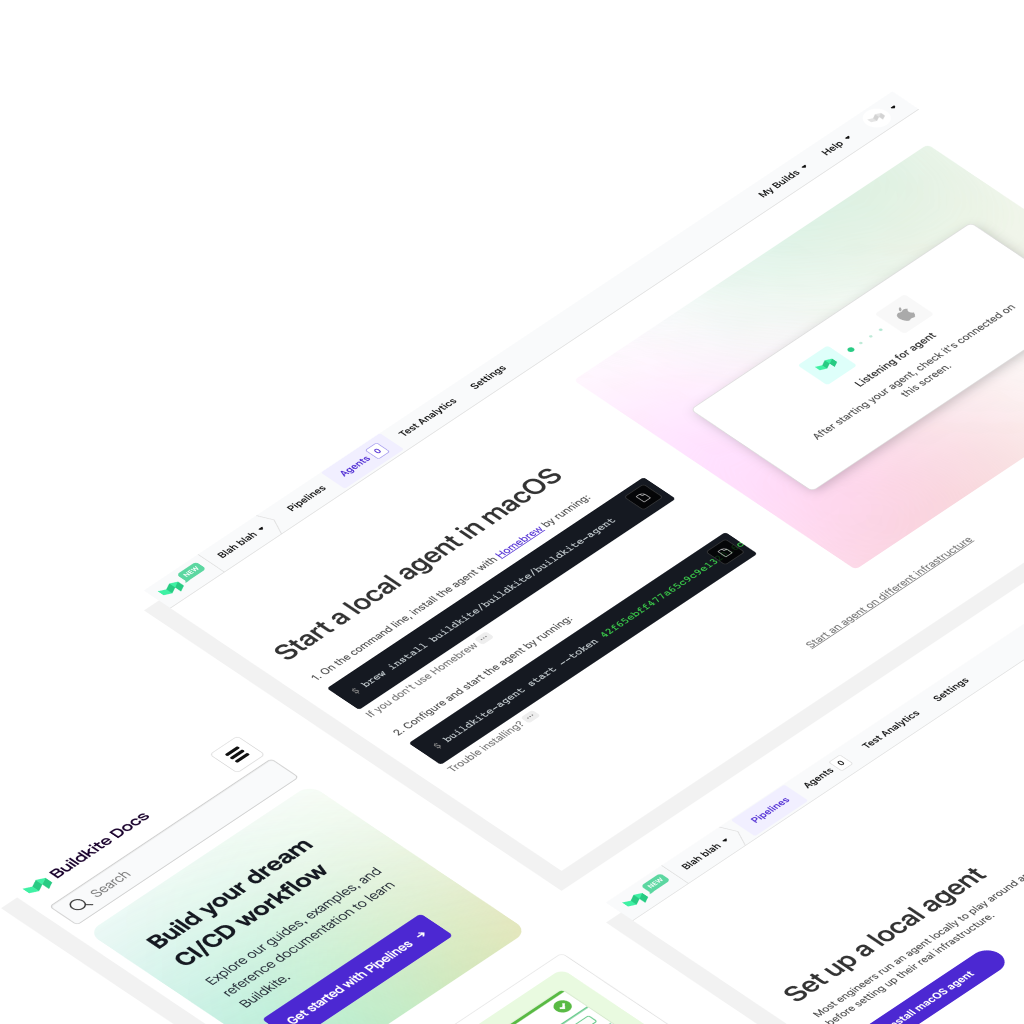 NEW
Blah blah
Pipelines
Agents 0
Test Analytics
Settings
My Builds
Help
Start a local agent in macOS
1. On the command line, install the agent with Homebrew by running:
$ brew install buildkite/buildkite/buildkite-agent
If you don't use Homebrew ...
2. Configure and start the agent by running:
$ buildkite-agent start --token 42f65ebff477a65c9c9e13
Trouble installing? ...
Listening for agent
After starting your agent, check it's connected on
this screen.
Start an agent on different infrastructure
Buildkite Docs
Search
Build your dream
CI/CD workflow
Explore our guides, examples, and
reference documentation to learn
Buildkite.
Get started with Pipelines →
NEW
Blah blah
Pipelines
Agents 0
Test Analytics
Settings
Set up a local agent
Most engineers run an agent locally to play around
before setting up their real infrastructure.
macOS agent